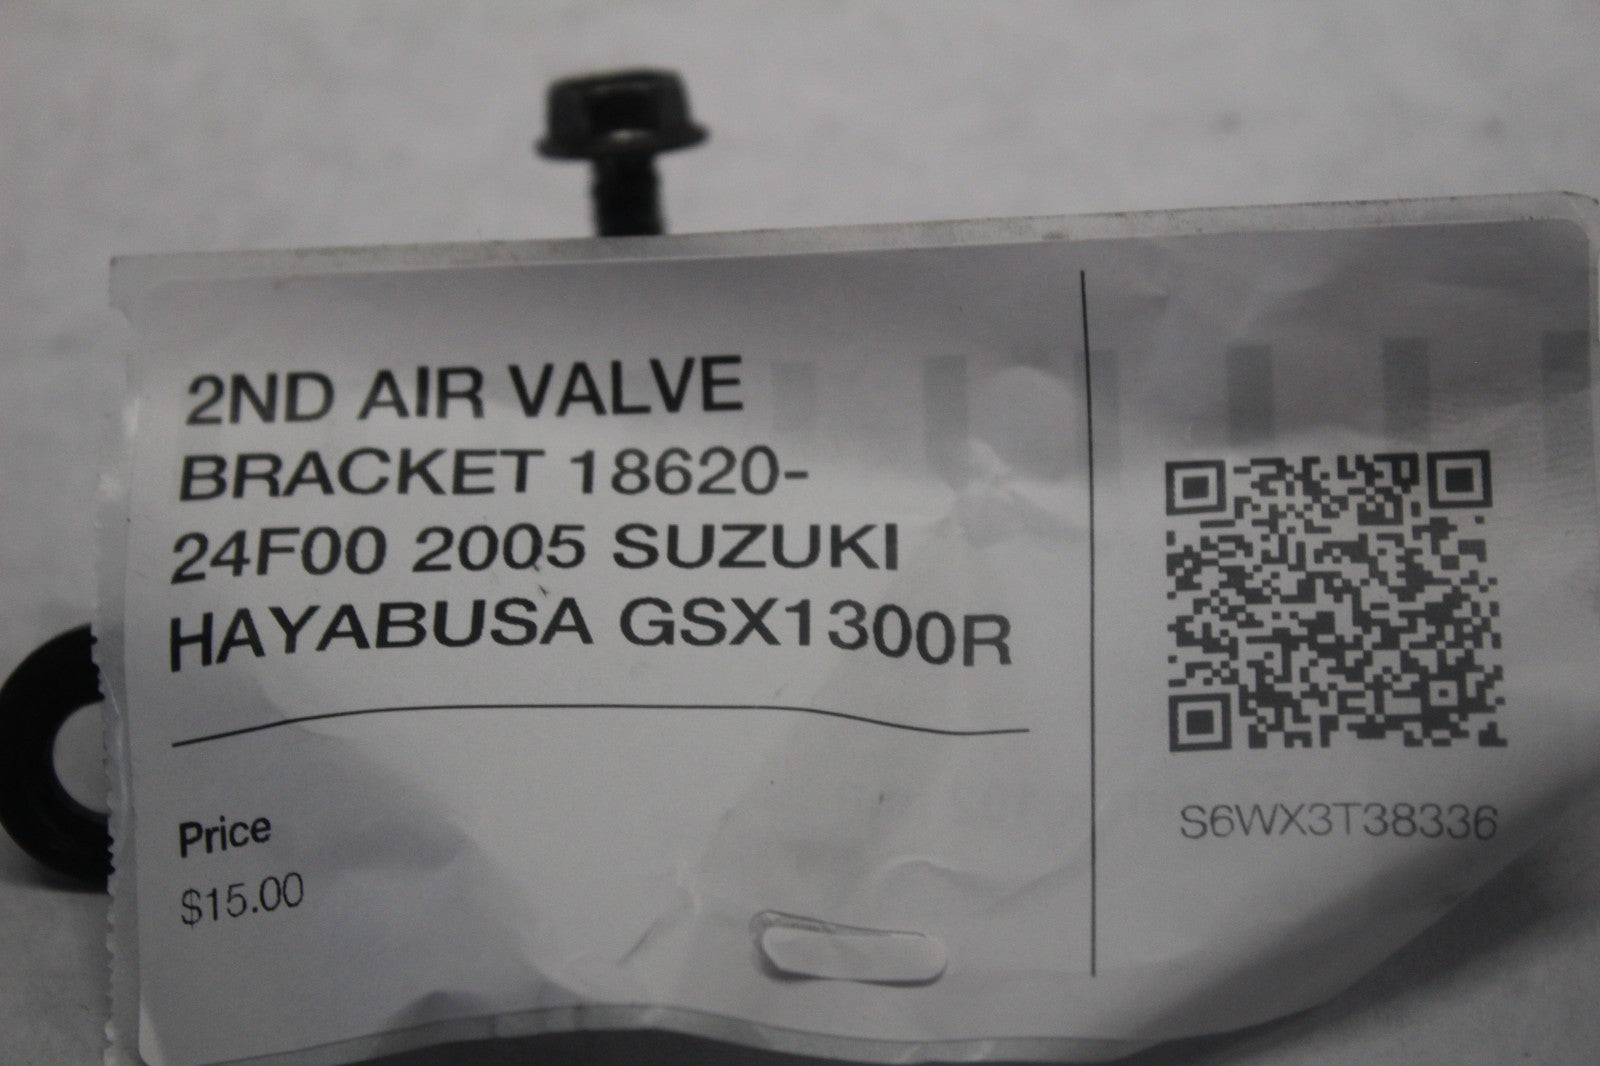 2ND AIR VALVE
BRACKET 18620-
24F00 2005 SUZUKI
HAYABUSA GSX1300R
Price
$15.00
S6WX3T38336